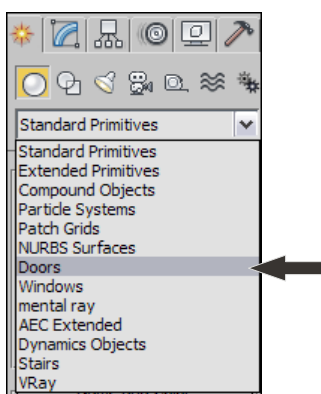 Standard Primitives
Standard Primitives
Extended Primitives
Compound Objects
Particle Systems
Patch Grids
NURBS Surfaces
Doors
Windows
mental ray
AEC Extended
Dynamics Objects
Stairs
VRay